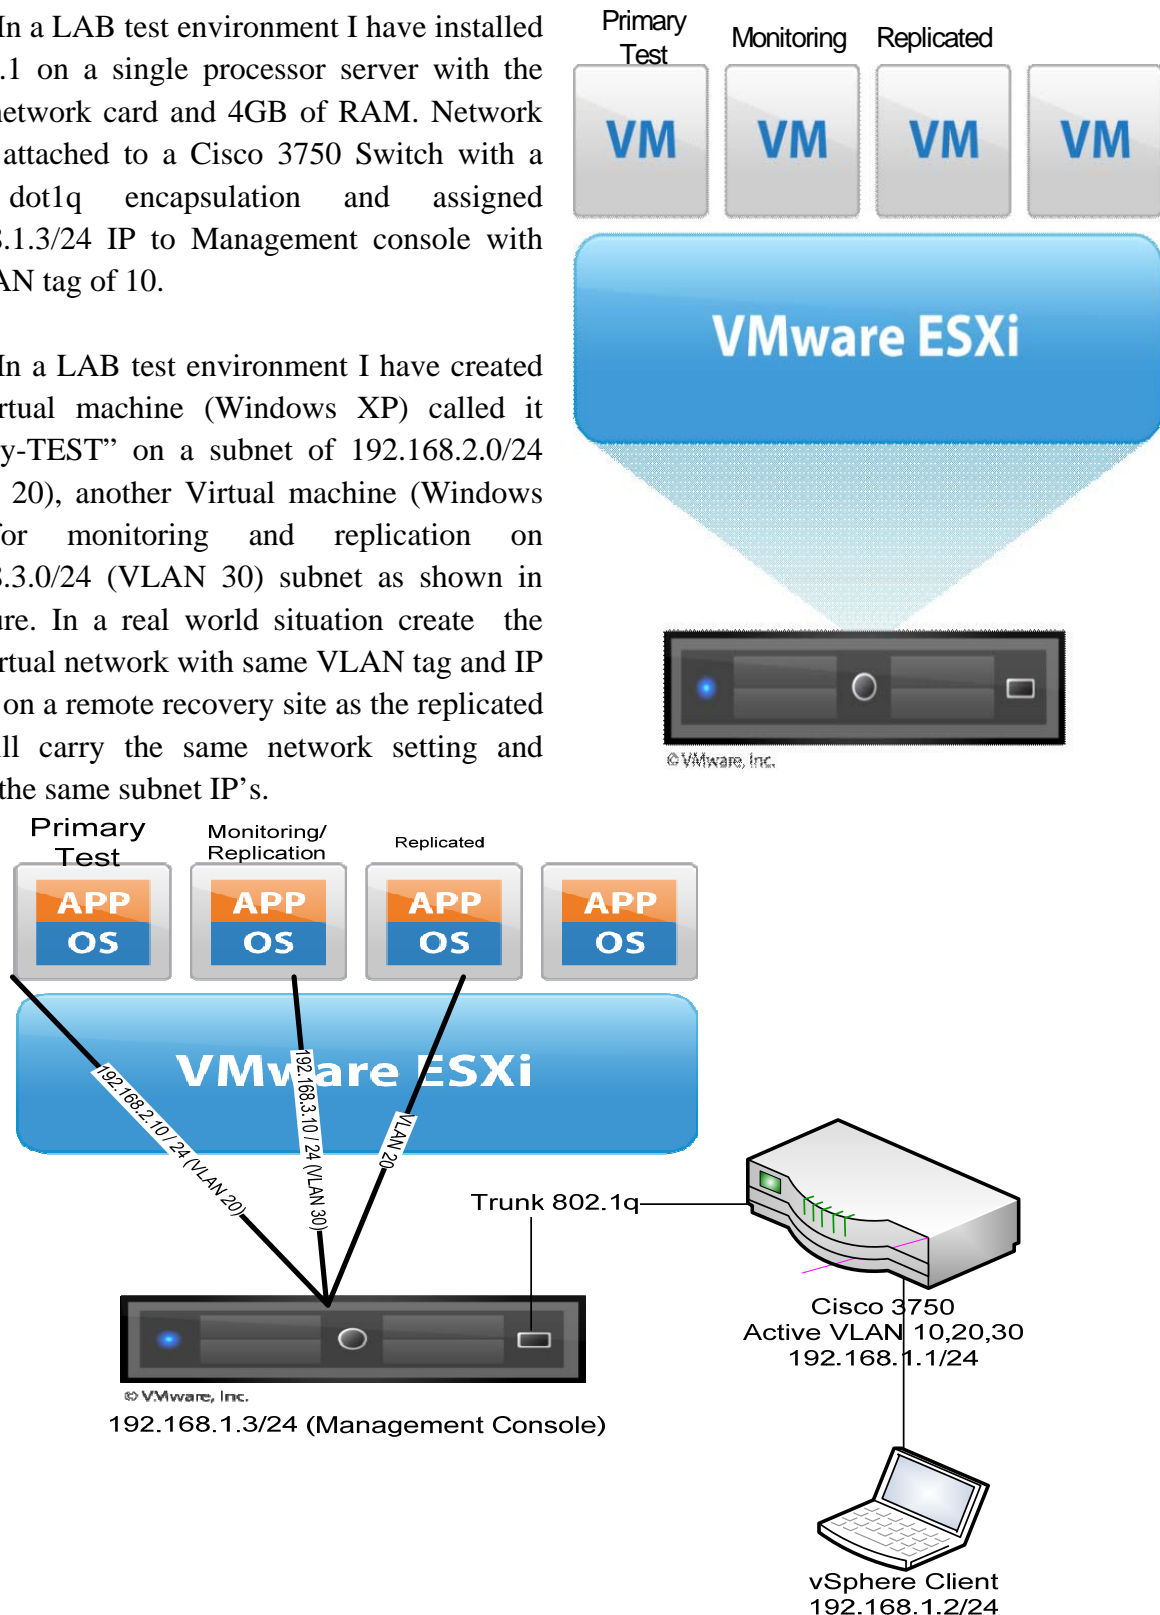 In a LAB test environment I have installed
.1 on a single processor server with the
network card and 4GB of RAM. Network
attached to a Cisco 3750 Switch with a
dot1q encapsulation and assigned
8.1.3/24 IP to Management console with
AN tag of 10.
In a LAB test environment I have created
rtual machine (Windows XP) called it
y-TEST” on a subnet of 192.168.2.0/24
20), another Virtual machine (Windows
for monitoring and replication on
8.3.0/24 (VLAN 30) subnet as shown in
ure. In a real world situation create the
rtual network with same VLAN tag and IP
on a remote recovery site as the replicated
ll carry the same network setting and
the same subnet IP’s.
Primary
Test
Monitoring
Replicated
VM
VM
VM
VM
VMware ESXi
© VMware, Inc.
Primary
Test
Monitoring/
Replication
Replicated
APP
OS
APP
OS
APP
OS
APP
OS
VMware ESXi
192.168.2.10 / 24 (VLAN 20)
192.168.3.10 / 24 (VLAN 30)
VLAN 20
Trunk 802.1q
Cisco 3750
Active VLAN 10,20,30
192.168.1.1/24
© VMware, Inc.
192.168.1.3/24 (Management Console)
vSphere Client
192.168.1.2/24